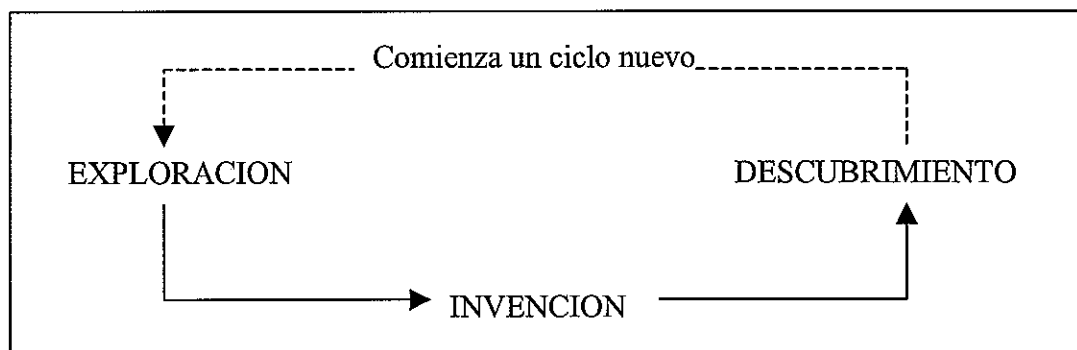 Comienza un ciclo nuevo
EXPLORACION
DESCUBRIMIENTO
INVENCION